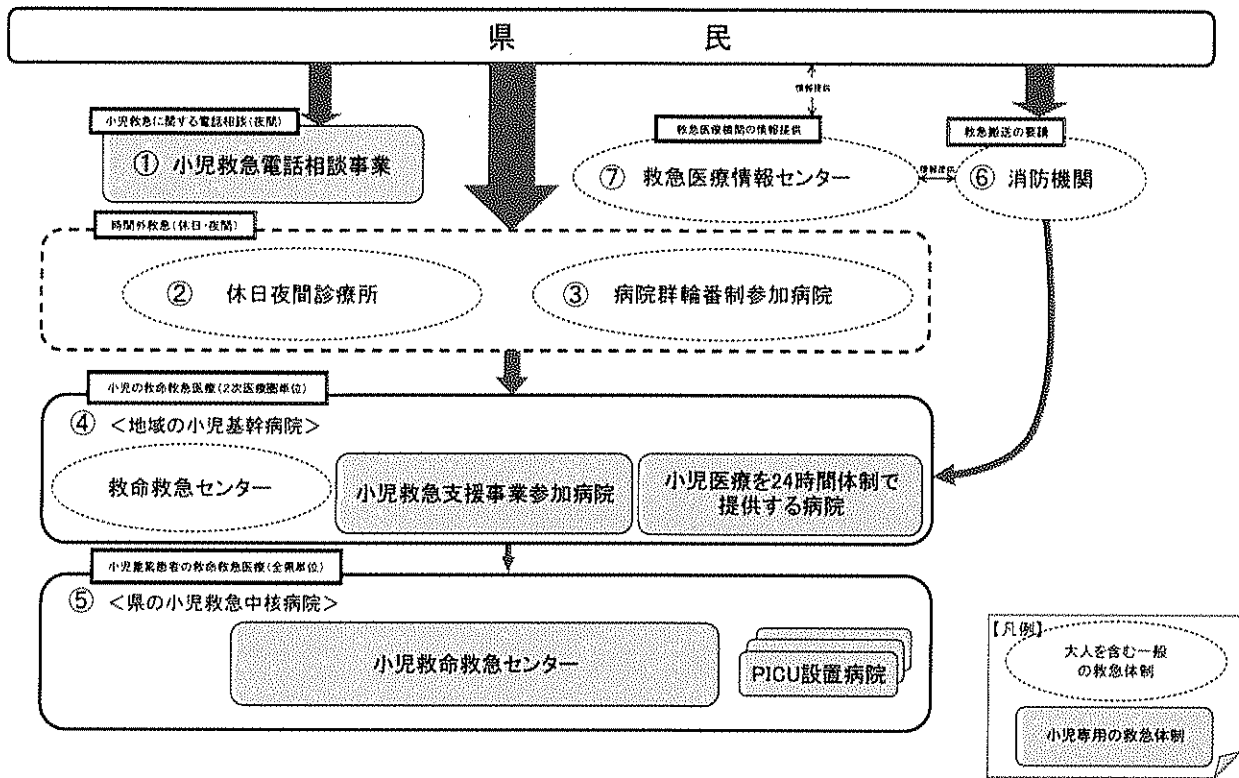 県　民
情報提供
小児救急に関する電話相談(夜間)
① 小児救急電話相談事業
救急医療機関の情報提供
⑦ 救急医療情報センター
情報提供
救急搬送の要請
⑥ 消防機関
時間外救急(休日・夜間)
② 休日夜間診療所
③ 病院群輪番制参加病院
小児の救命救急医療(2次医療圏単位)
④ <地域の小児基幹病院>
救命救急センター
小児救急支援事業参加病院
小児医療を24時間体制で
提供する病院
小児重篤患者の救命救急医療(全県単位)
⑤ <県の小児救急中核病院>
小児救命救急センター
PICU設置病院
【凡例】
大人を含む一般
の救急体制
小児専用の救急体制